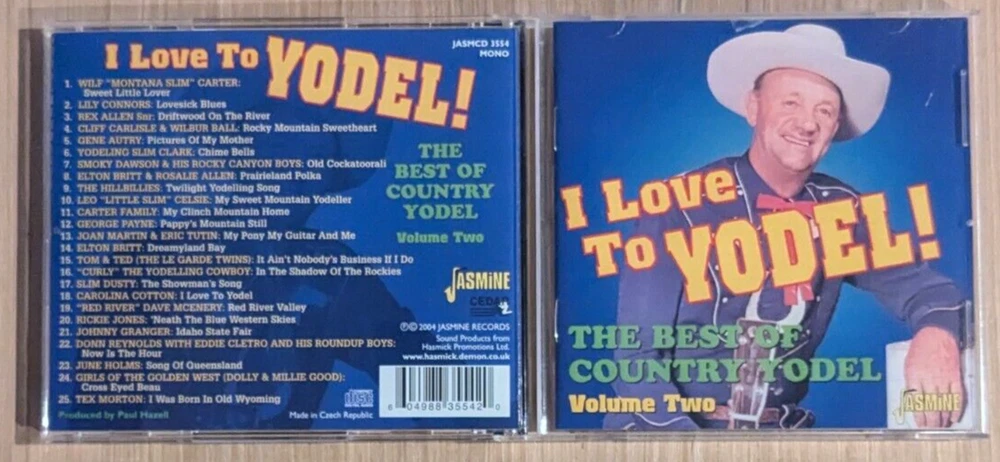 I Love To YODEL!
JASMCD 3554
MONO
1. WILF "MONTANA SLIM" CARTER:
Sweet Little Lover
2. LILY CONNORS: Lovesick Blues
3. REX ALLEN Snr: Driftwood On The River
4. CLIFF CARLISLE & WILBUR BALL: Rocky Mountain Sweetheart
5. GENE AUTRY: Pictures Of My Mother
6. YODELING SLIM CLARK: Chime Bells
7. SMOKY DAWSON & HIS ROCKY CANYON BOYS: Old Cockatoorali
8. ELTON BRITT & ROSALIE ALLEN: Prairieland Polka
9. THE HILLBILLIES: Twilight Yodelling Song
10. LEO "LITTLE SLIM" CELSIE: My Sweet Mountain Yodeller
11. CARTER FAMILY: My Clinch Mountain Home
12. GEORGE PAYNE: Pappy's Mountain Still
13. JOAN MARTIN & ERIC TUTIN: My Pony My Guitar And Me
14. ELTON BRITT: Dreamyland Bay
15. TOM & TED (THE LE GARDE TWINS): It Ain't Nobody's Business If I Do
16. "CURLY" THE YODELLING COWBOY: In The Shadow Of The Rockies
17. SLIM DUSTY: The Showman's Song
18. CAROLINA COTTON: I Love To Yodel
19. "RED RIVER" DAVE MCENERY: Red River Valley
20. RICKIE JONES: 'Neath The Blue Western Skies
21. JOHNNY GRANGER: Idaho State Fair
22. DONN REYNOLDS WITH EDDIE CLETRO AND HIS ROUNDUP BOYS:
Now Is The Hour
23. JUNE HOLMS: Song Of Queensland
24. GIRLS OF THE GOLDEN WEST (DOLLY & MILLIE GOOD):
Cross Eyed Beau
25. TEX MORTON: I Was Born In Old Wyoming
Produced by Paul Hazell
THE
BEST OF
COUNTRY
YODEL
Volume Two
JASMINE
CEDAR
℗© 2004 JASMINE RECORDS
Sound Products from
Hasmick Promotions Ltd.
www.hasmick.demon.co.uk
Made in Czech Republic
6 04988 35542 0
I Love
To YODEL!
THE BEST OF
COUNTRY YODEL
Volume Two
JASMINE